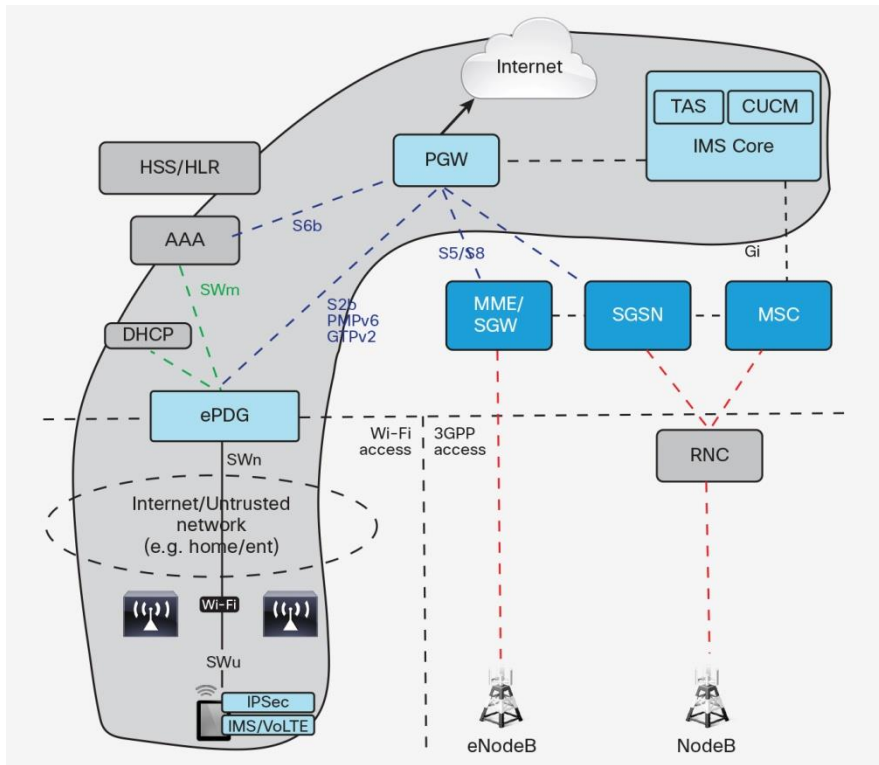 Internet
TAS
CUCM
IMS Core
PGW
HSS/HLR
AAA
S6b
S5/S8
Gi
SWm
S2b
PMPv6
GTPv2
MME/
SGW
SGSN
MSC
DHCP
ePDG
SWn
Wi-Fi
access
3GPP
access
RNC
Internet/Untrusted
network
(e.g. home/ent)
Wi-Fi
SWu
IPSec
IMS/VoLTE
eNodeB
NodeB